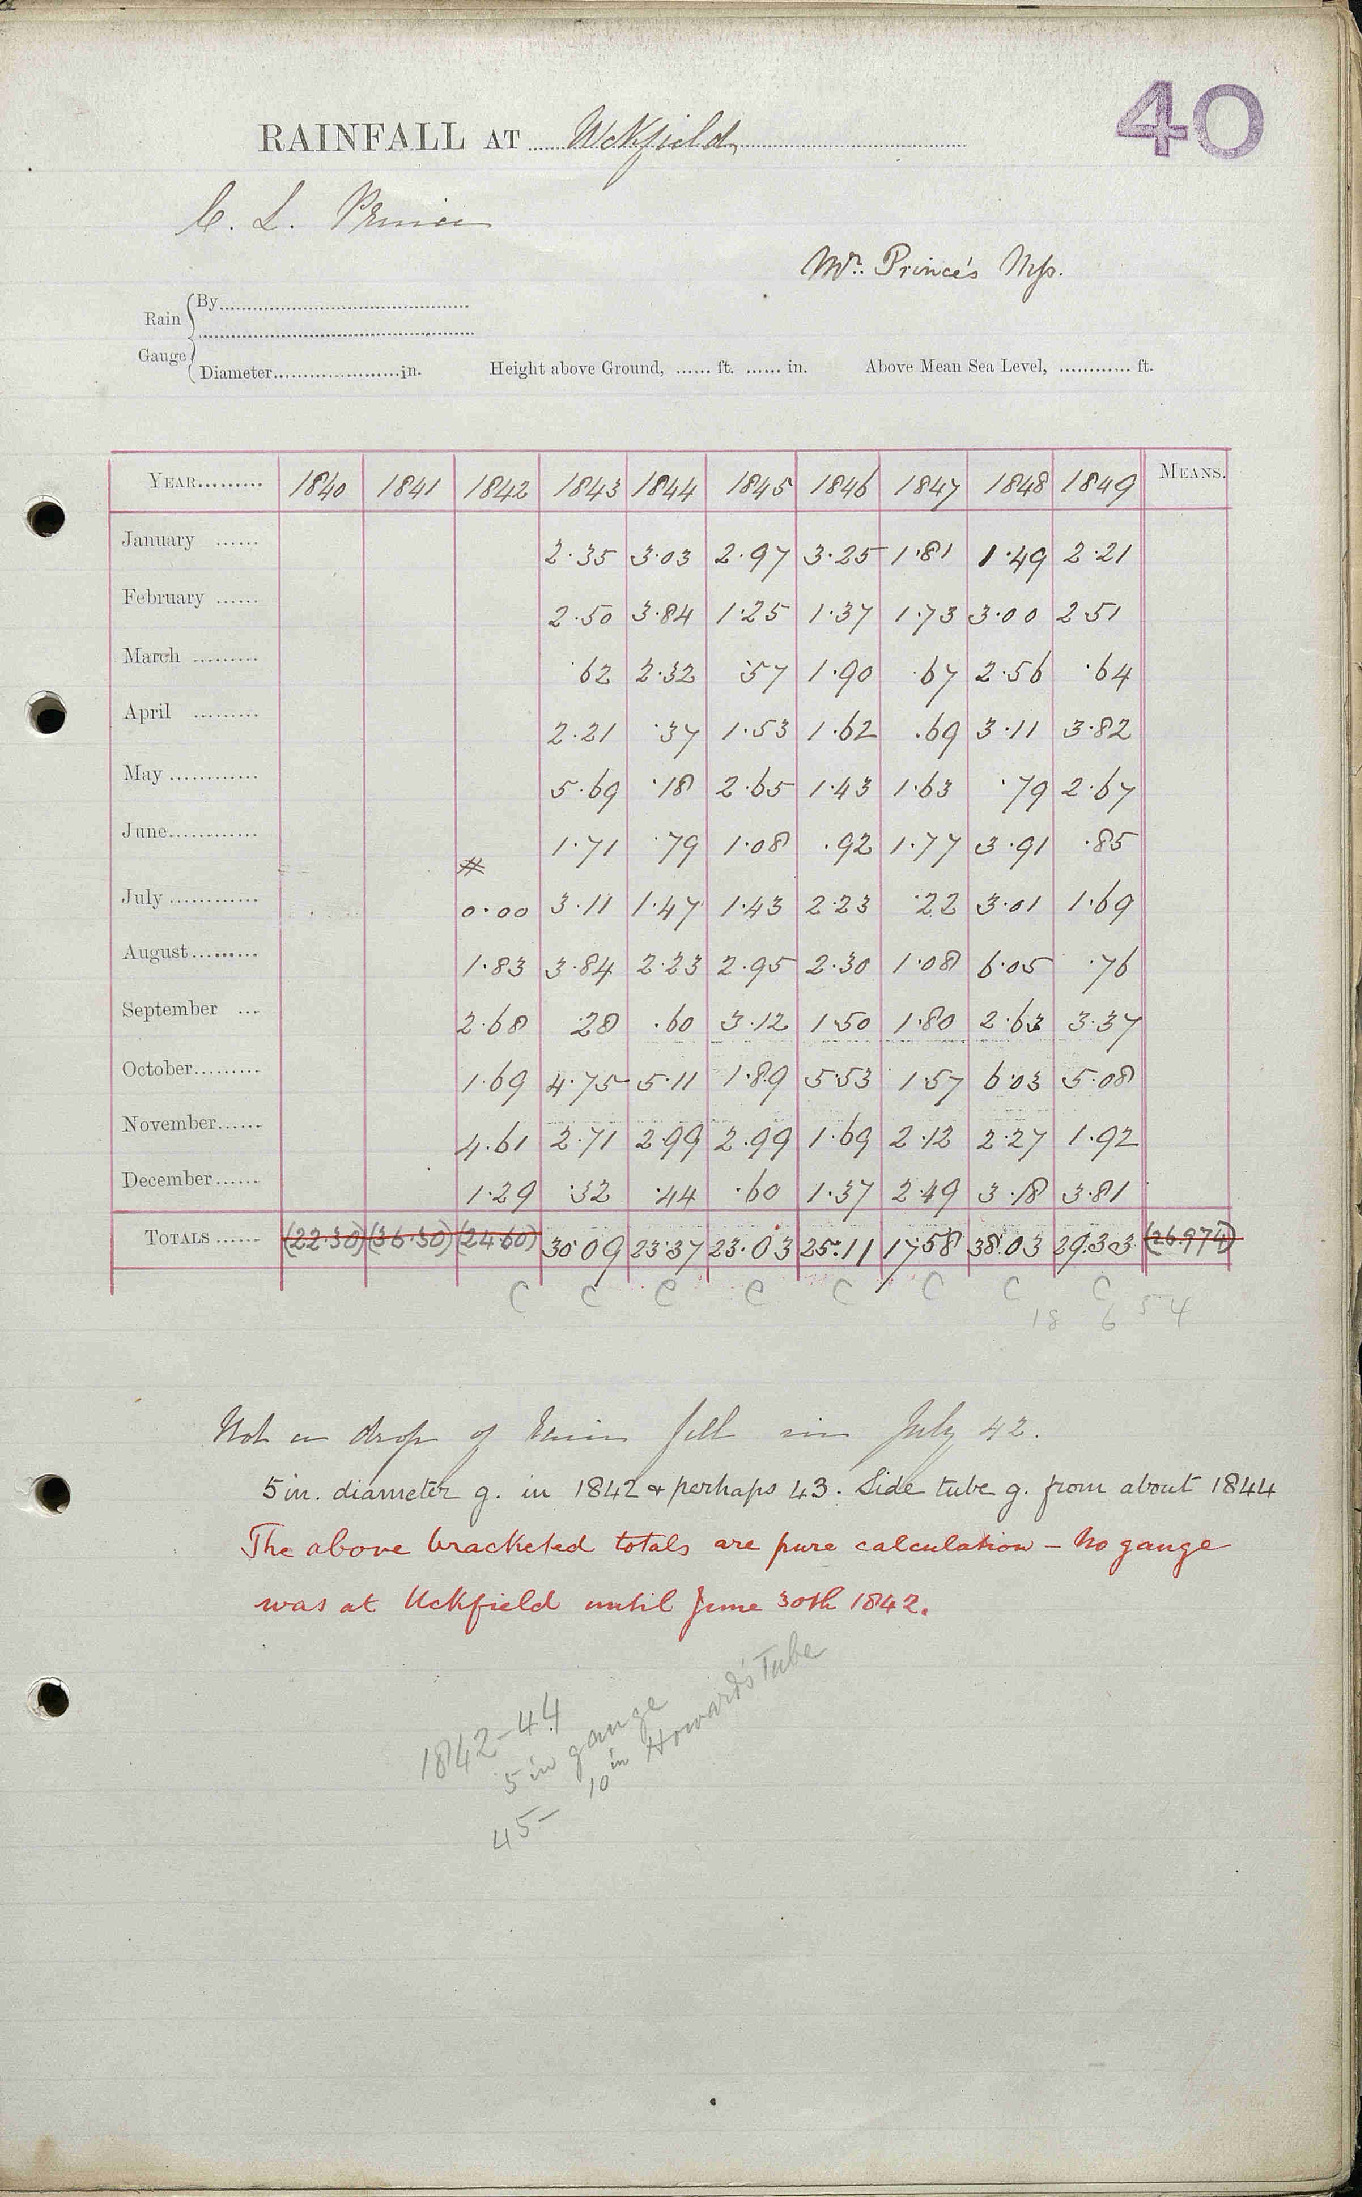 40
RAINFALL AT Uckfield
C. L. Prince
Mr. Prince's Mss.
Rain Gauge { By..........
Diameter..........in. Height above Ground, ...... ft. ...... in. Above Mean Sea Level, ............ ft.
YEAR......... 1840 1841 1842 1843 1844 1845 1846 1847 1848 1849 MEANS.
January ...... 2.35 3.03 2.97 3.25 1.81 1.49 2.21
February ...... 2.50 3.84 1.25 1.37 1.73 3.00 2.51
March ......... .62 2.32 .57 1.90 .67 2.56 .64
April ......... 2.21 .37 1.53 1.62 .69 3.11 3.82
May ............ 5.69 .18 2.65 1.43 1.63 .79 2.67
June............ 1.71 .79 1.08 .92 1.77 3.91 .85
#
July ............ 0.00 3.11 1.47 1.43 2.23 .22 3.01 1.69
August......... 1.83 3.84 2.23 2.95 2.30 1.08 6.05 .76
September ... 2.68 .28 .60 3.12 1.50 1.80 2.63 3.37
October......... 1.69 4.75 5.11 1.89 5.53 1.57 6.03 5.08
November...... 4.61 2.71 2.99 2.99 1.69 2.12 2.27 1.92
December...... 1.29 .32 .44 .60 1.37 2.49 3.18 3.81
TOTALS ...... (22.30) (36.30) (24.60) 30.09 23.37 23.03 25.11 17.58 38.03 29.33 (26.974)
C C C C C C C C
18 6 54
Not a drop of rain fell in July 42.
5 in. diameter g. in 1842 & perhaps 43. Side tube g. from about 1844
The above bracketed totals are pure calculation – No gauge
was at Uckfield until June 30th 1842.
1842–44
5 in gauge
45– 10 in Howard's Tube